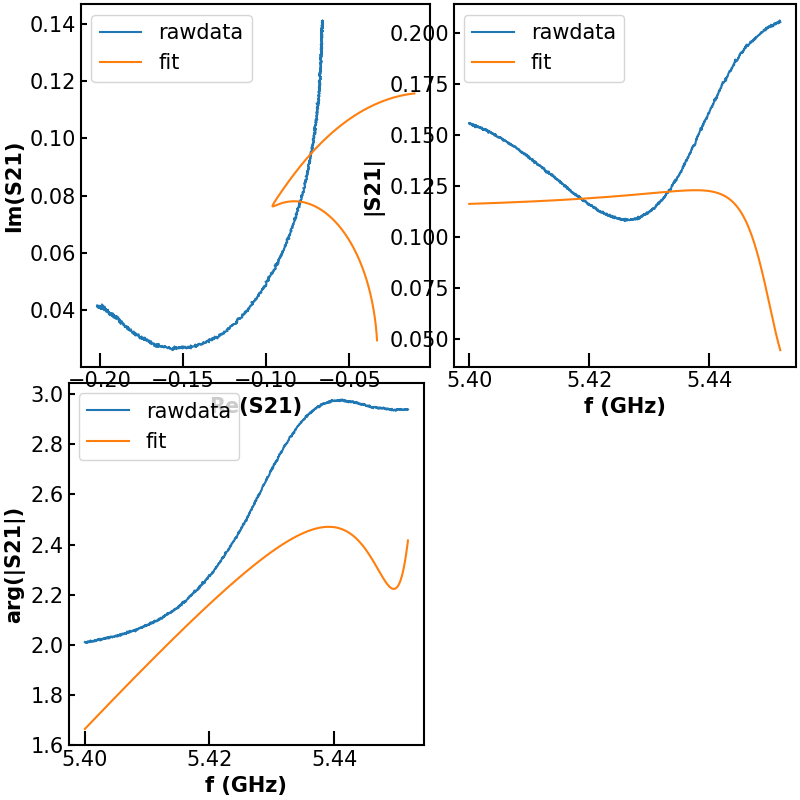 0.14
0.12
0.10
0.08
0.06
0.04
Im(S21)
rawdata
fit
−0.20
−0.15
−0.10
−0.05
Re(S21)
0.200
0.175
0.150
0.125
0.100
0.075
0.050
|S21|
rawdata
fit
5.40
5.42
5.44
f (GHz)
3.0
2.8
2.6
2.4
2.2
2.0
1.8
1.6
arg(|S21|)
rawdata
fit
5.40
5.42
5.44
f (GHz)